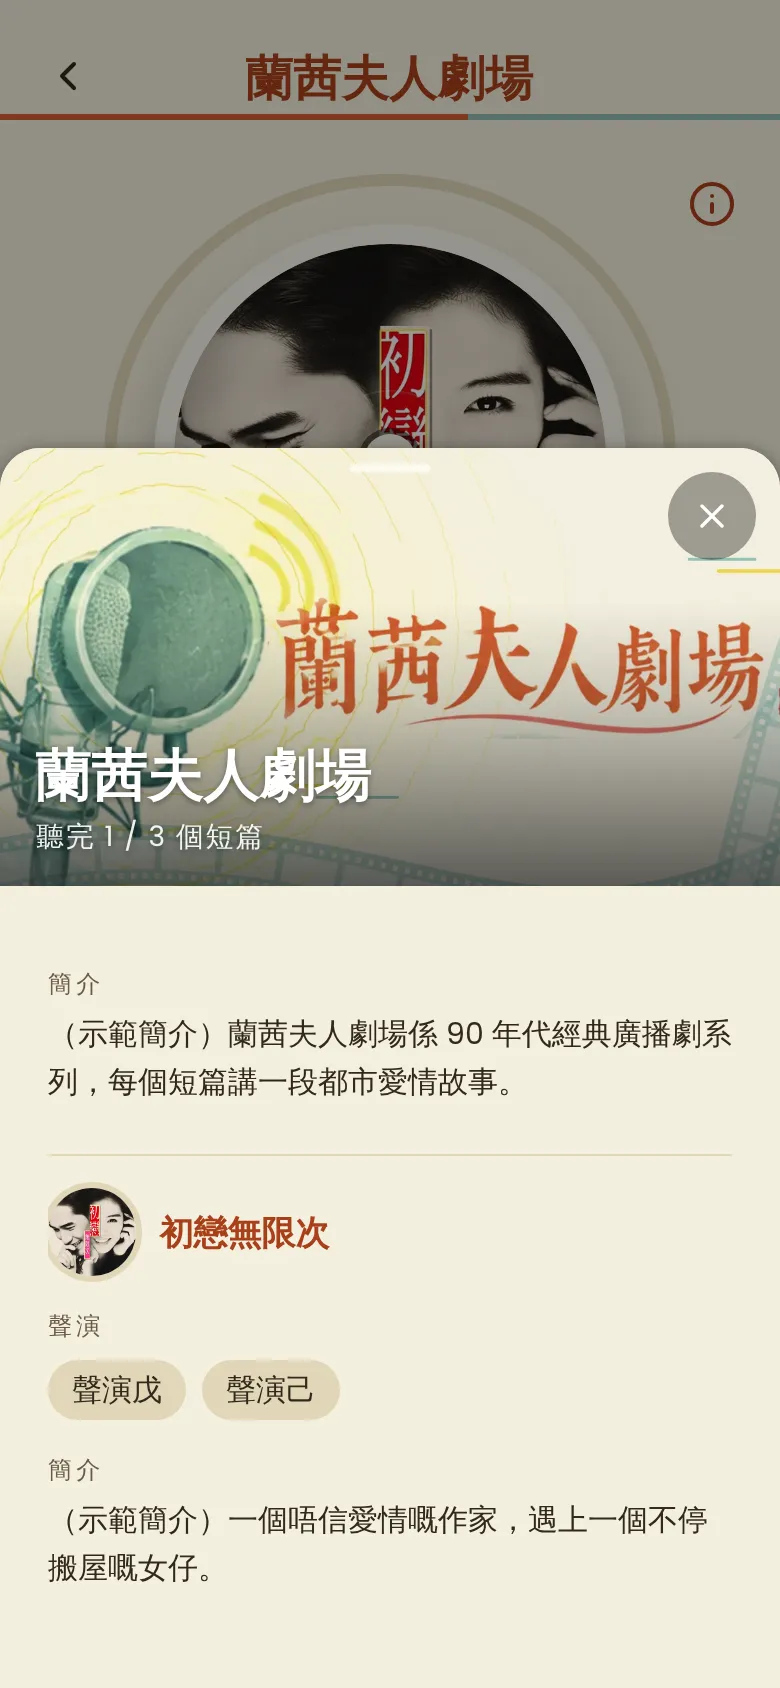 蘭茜夫人劇場
初
戀
蘭茜夫人劇場
蘭茜夫人劇場
聽完 1 / 3 個短篇
簡介
（示範簡介）蘭茜夫人劇場係 90 年代經典廣播劇系
列，每個短篇講一段都市愛情故事。
初戀無限次
聲演
聲演戊
聲演己
簡介
（示範簡介）一個唔信愛情嘅作家，遇上一個不停
搬屋嘅女仔。